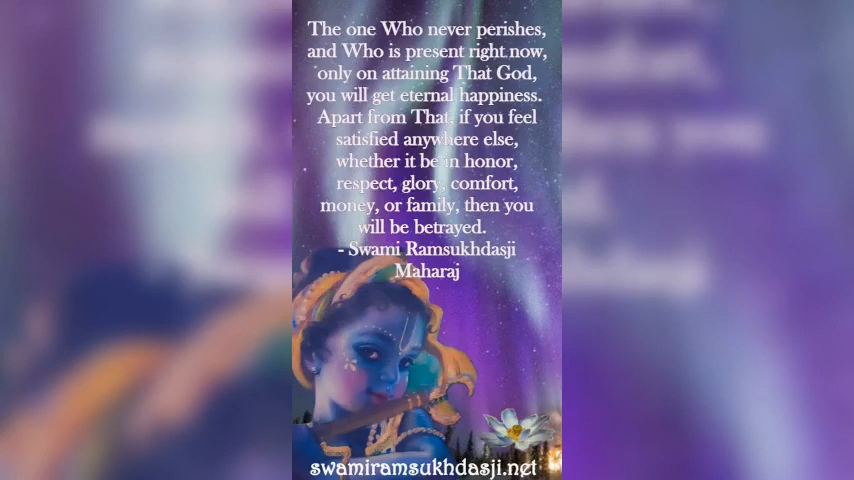 The one Who never perishes,
and Who is present right now,
only on attaining That God,
you will get eternal happiness.
Apart from That, if you feel
satisfied anywhere else,
whether it be in honor,
respect, glory, comfort,
money, or family, then you
will be betrayed.
- Swami Ramsukhdasji
Maharaj
swamiramsukhdasji.net